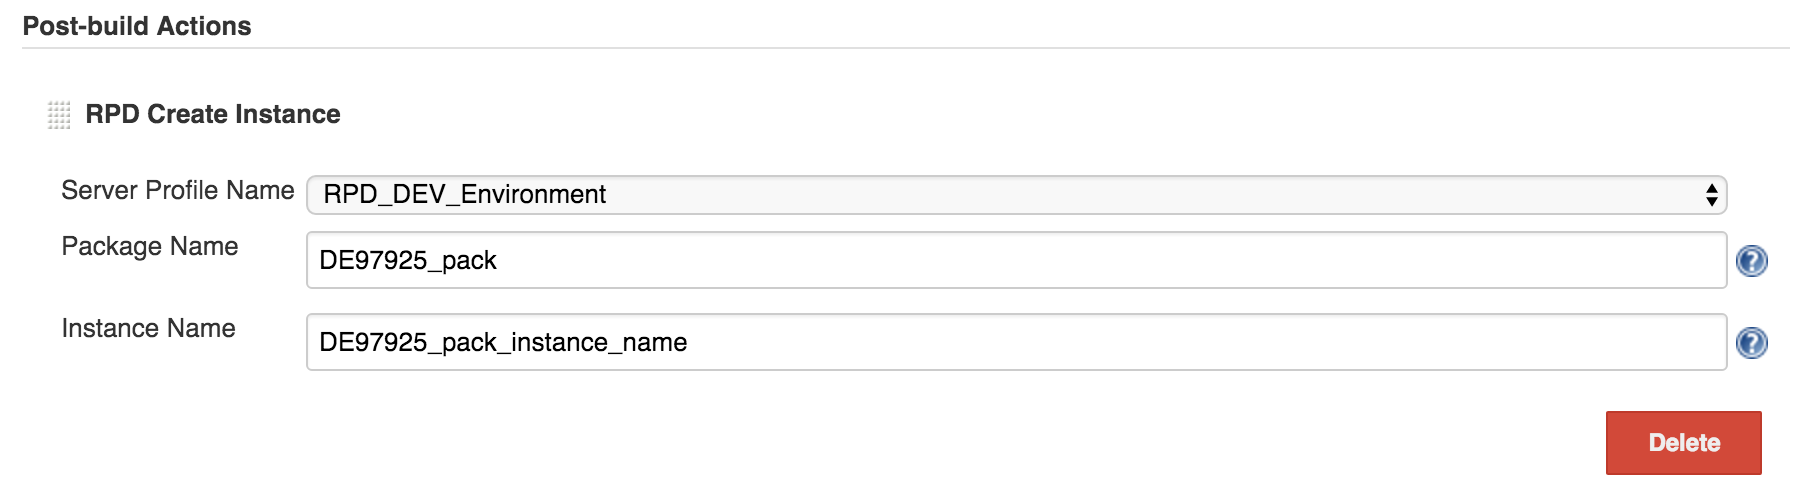 Post-build Actions
RPD Create Instance
Server Profile Name RPD_DEV_Environment
Package Name DE97925_pack ?
Instance Name DE97925_pack_instance_name ?
Delete